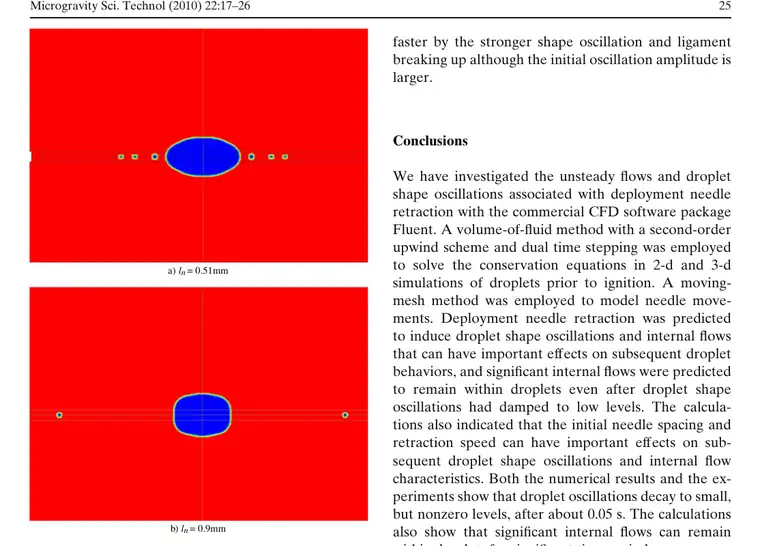 Microgravity Sci. Technol (2010) 22:17–26 25
a) ln = 0.51mm
b) ln = 0.9mm
faster by the stronger shape oscillation and ligament
breaking up although the initial oscillation amplitude is
larger.
Conclusions
We have investigated the unsteady flows and droplet
shape oscillations associated with deployment needle
retraction with the commercial CFD software package
Fluent. A volume-of-fluid method with a second-order
upwind scheme and dual time stepping was employed
to solve the conservation equations in 2-d and 3-d
simulations of droplets prior to ignition. A moving-
mesh method was employed to model needle move-
ments. Deployment needle retraction was predicted
to induce droplet shape oscillations and internal flows
that can have important effects on subsequent droplet
behaviors, and significant internal flows were predicted
to remain within droplets even after droplet shape
oscillations had damped to low levels. The calcula-
tions also indicated that the initial needle spacing and
retraction speed can have important effects on sub-
sequent droplet shape oscillations and internal flow
characteristics. Both the numerical results and the ex-
periments show that droplet oscillations decay to small,
but nonzero levels, after about 0.05 s. The calculations
also show that significant internal flows can remain